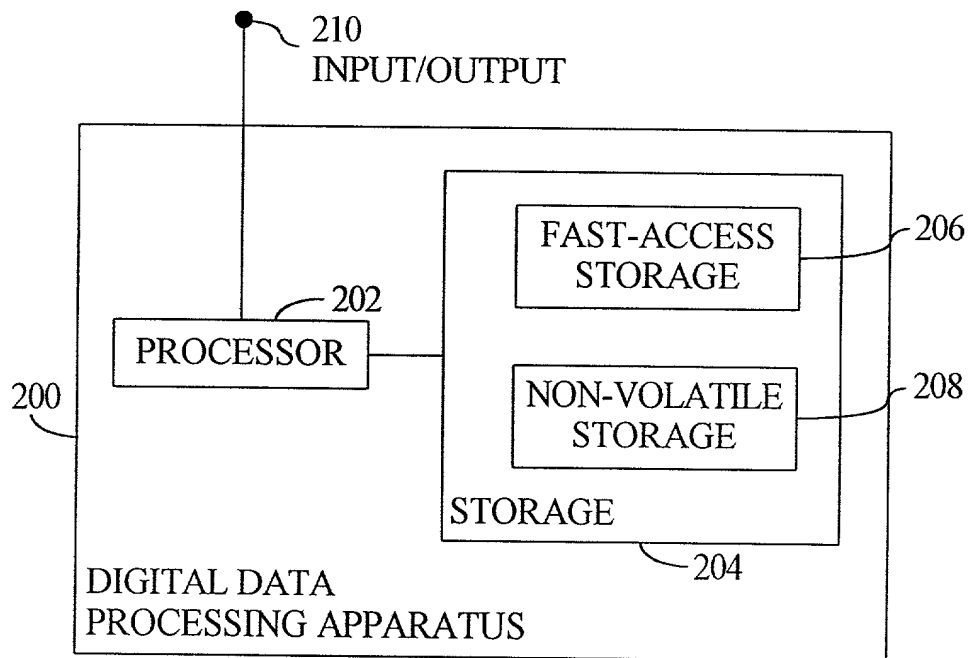 210
INPUT/OUTPUT
FAST-ACCESS
STORAGE
206
202
PROCESSOR
200
NON-VOLATILE
STORAGE
208
STORAGE
204
DIGITAL DATA
PROCESSING APPARATUS